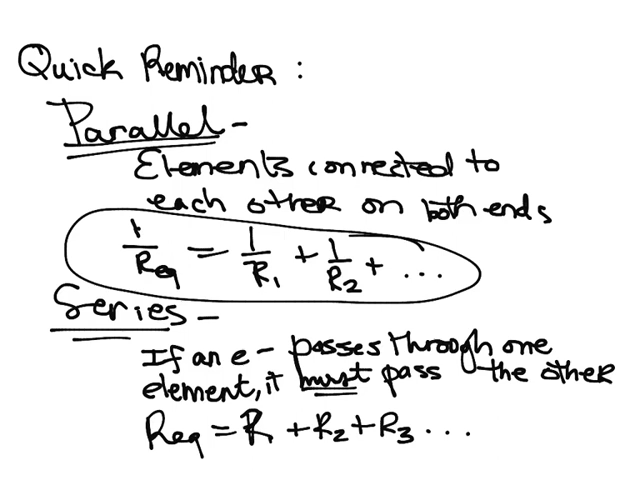 Quick Reminder :
Parallel -
Elements connected to
each other on both ends
1/Req = 1/R1 + 1/R2 + ...
Series -
If an e- passes through one
element, it must pass through the other
Req = R1 + R2 + R3 ...